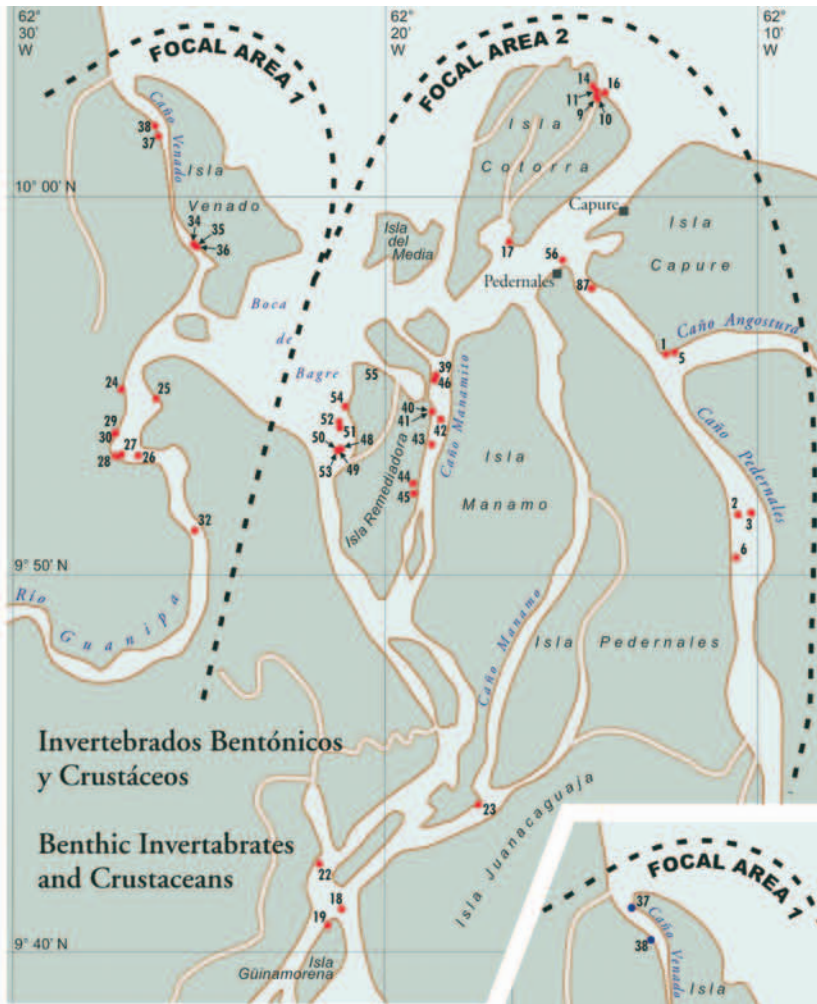 62° 30' W
62° 20' W
62° 10' W
FOCAL AREA 1
FOCAL AREA 2
14
16
11
9
10
Isla
Cotorra
Caño Venado
38
37
Isla
Venado
10° 00' N
34
35
36
Isla
del
Media
Capure
17
56
Pedernales
87
Isla
Capure
Boca
de
Bagre
1
5
Caño Angostura
24
25
55
39
46
54
40
41
42
52
51
29
30
27
28
26
50
48
53
49
43
Caño Manamito
Isla Remediadora
44
45
Isla
Manamo
Caño Pedernales
2
3
6
32
9° 50' N
Río Guanipa
Caño Manamo
Isla Pedernales
Invertebrados Bentónicos
y Crustáceos
Benthic Invertabrates
and Crustaceans
23
Isla Juanacaguaja
22
18
19
9° 40' N
Isla
Güinamorena
FOCAL AREA 1
37
Caño Venado
38
Isla